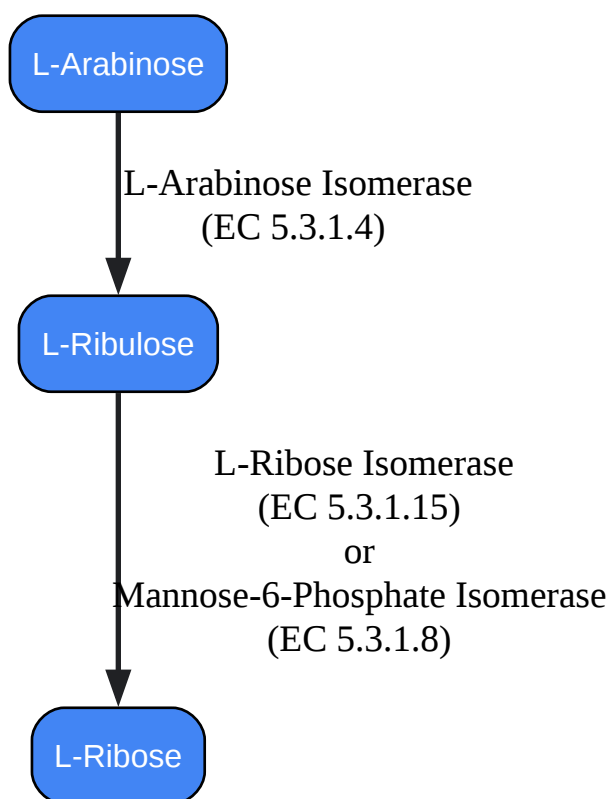 L-Arabinose
L-Arabinose Isomerase
(EC 5.3.1.4)
L-Ribulose
L-Ribose Isomerase
(EC 5.3.1.15)
or
Mannose-6-Phosphate Isomerase
(EC 5.3.1.8)
L-Ribose